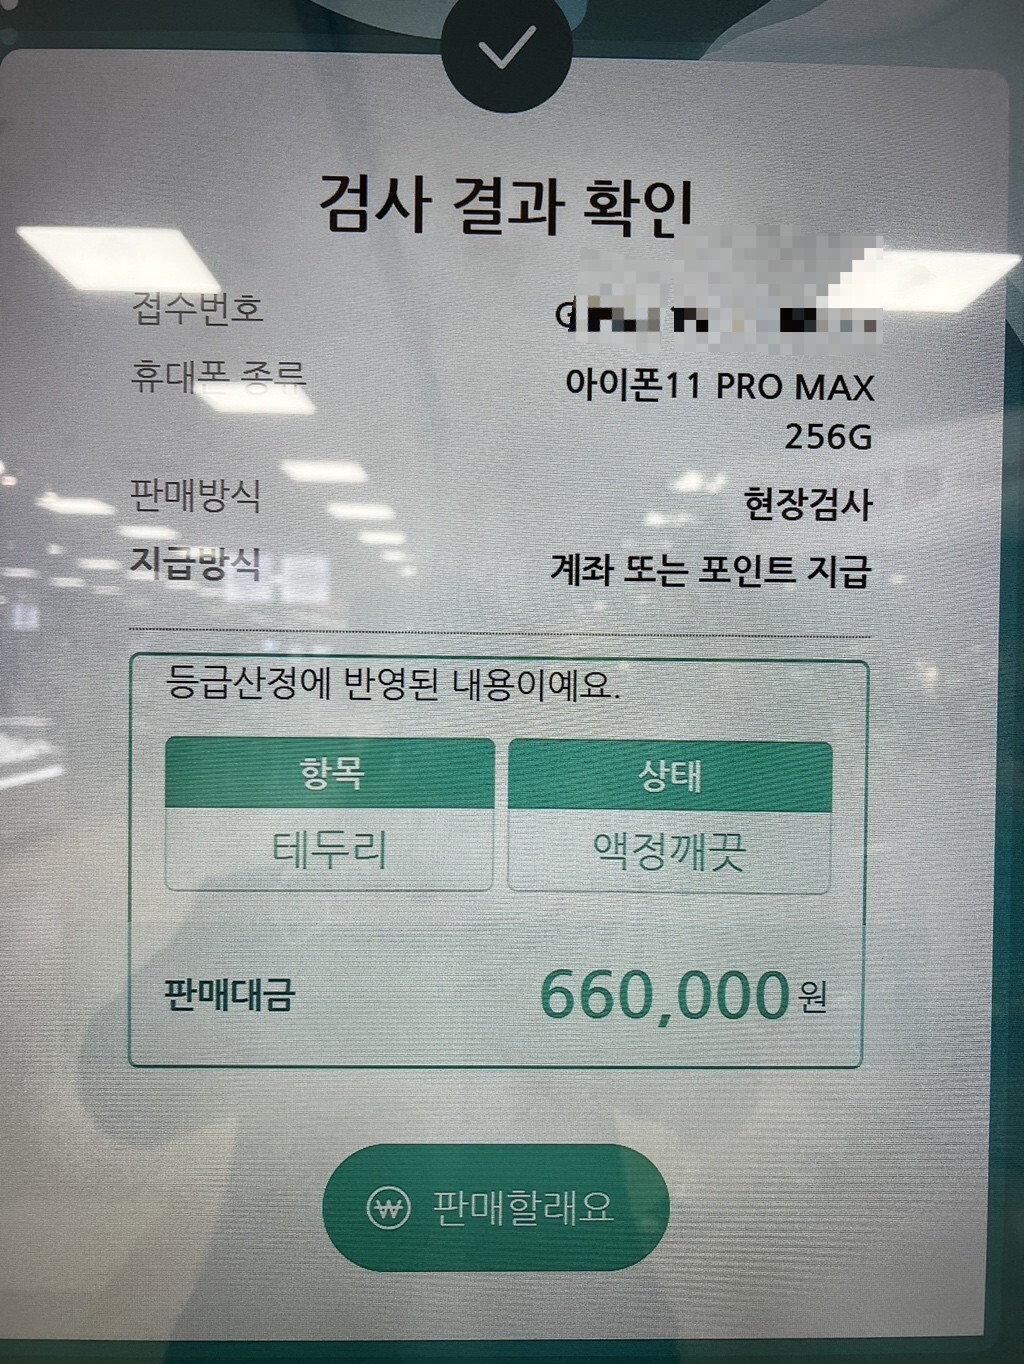 검사 결과 확인
접수번호
휴대폰 종류 아이폰11 PRO MAX
256G
판매방식 현장검사
지급방식 계좌 또는 포인트 지급
등급산정에 반영된 내용이예요.
항목 상태
테두리 액정깨끗
판매대금 660,000원
₩ 판매할래요